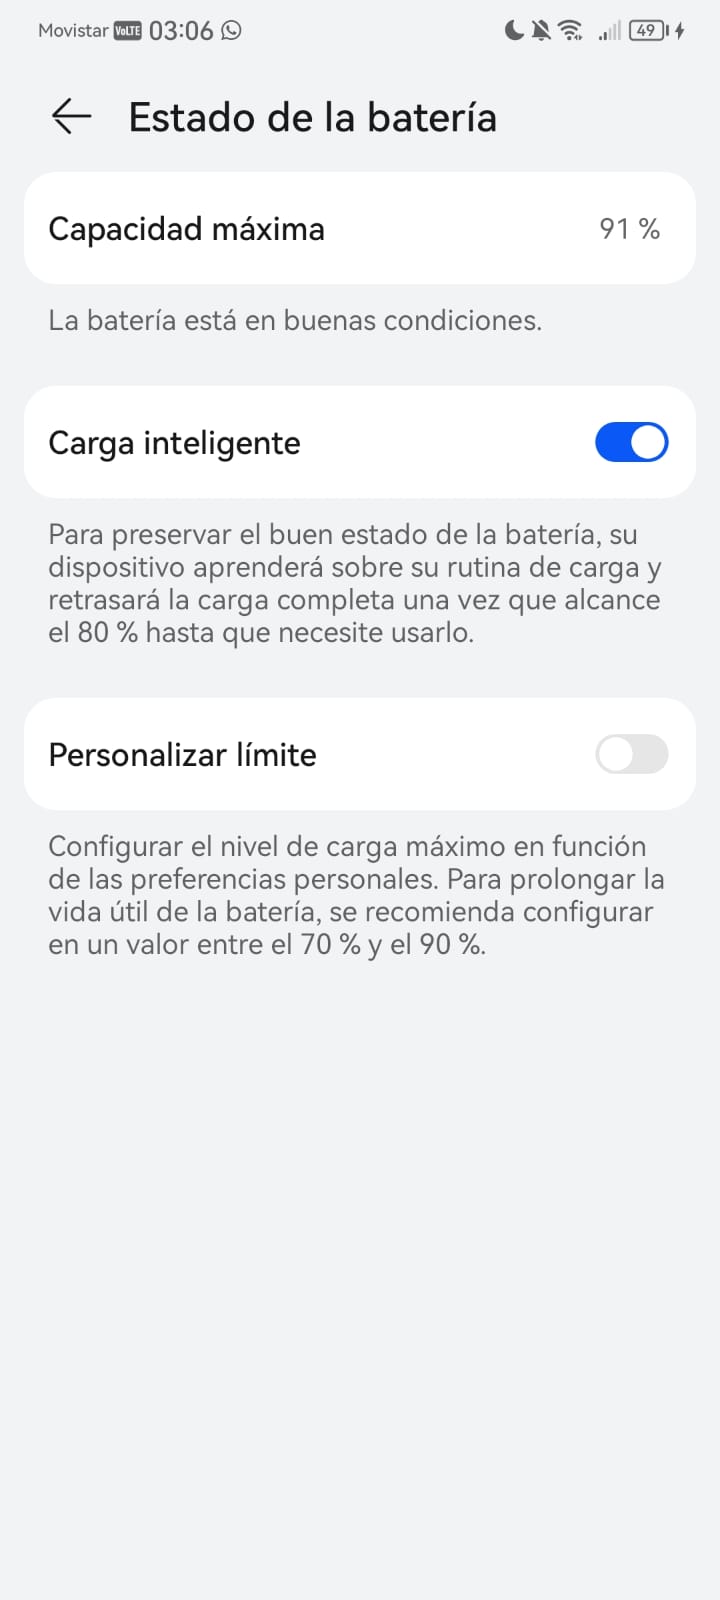 Movistar VoLTE 03:06 49
Estado de la batería
Capacidad máxima 91 %
La batería está en buenas condiciones.
Carga inteligente
Para preservar el buen estado de la batería, su
dispositivo aprenderá sobre su rutina de carga y
retrasará la carga completa una vez que alcance
el 80 % hasta que necesite usarlo.
Personalizar límite
Configurar el nivel de carga máximo en función
de las preferencias personales. Para prolongar la
vida útil de la batería, se recomienda configurar
en un valor entre el 70 % y el 90 %.